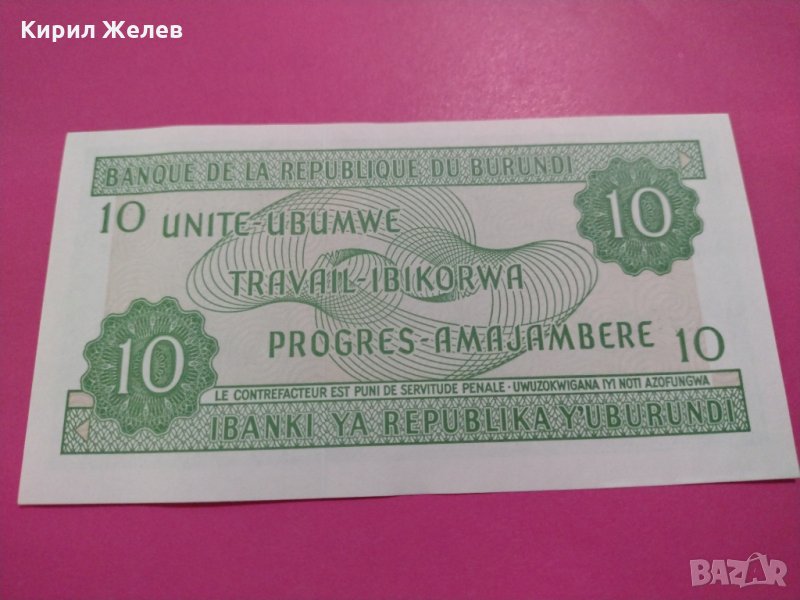 Кирил Желев
BANQUE DE LA REPUBLIQUE DU BURUNDI
10 UNITE-UBUMWE 10
TRAVAIL-IBIKORWA
10 PROGRES-AMAJAMBERE 10
LE CONTREFACTEUR EST PUNI DE SERVITUDE PENALE · UWUZOKWIGANA IYI NOTI AZOFUNGWA
IBANKI YA REPUBLIKA Y'UBURUNDI
BAZAR